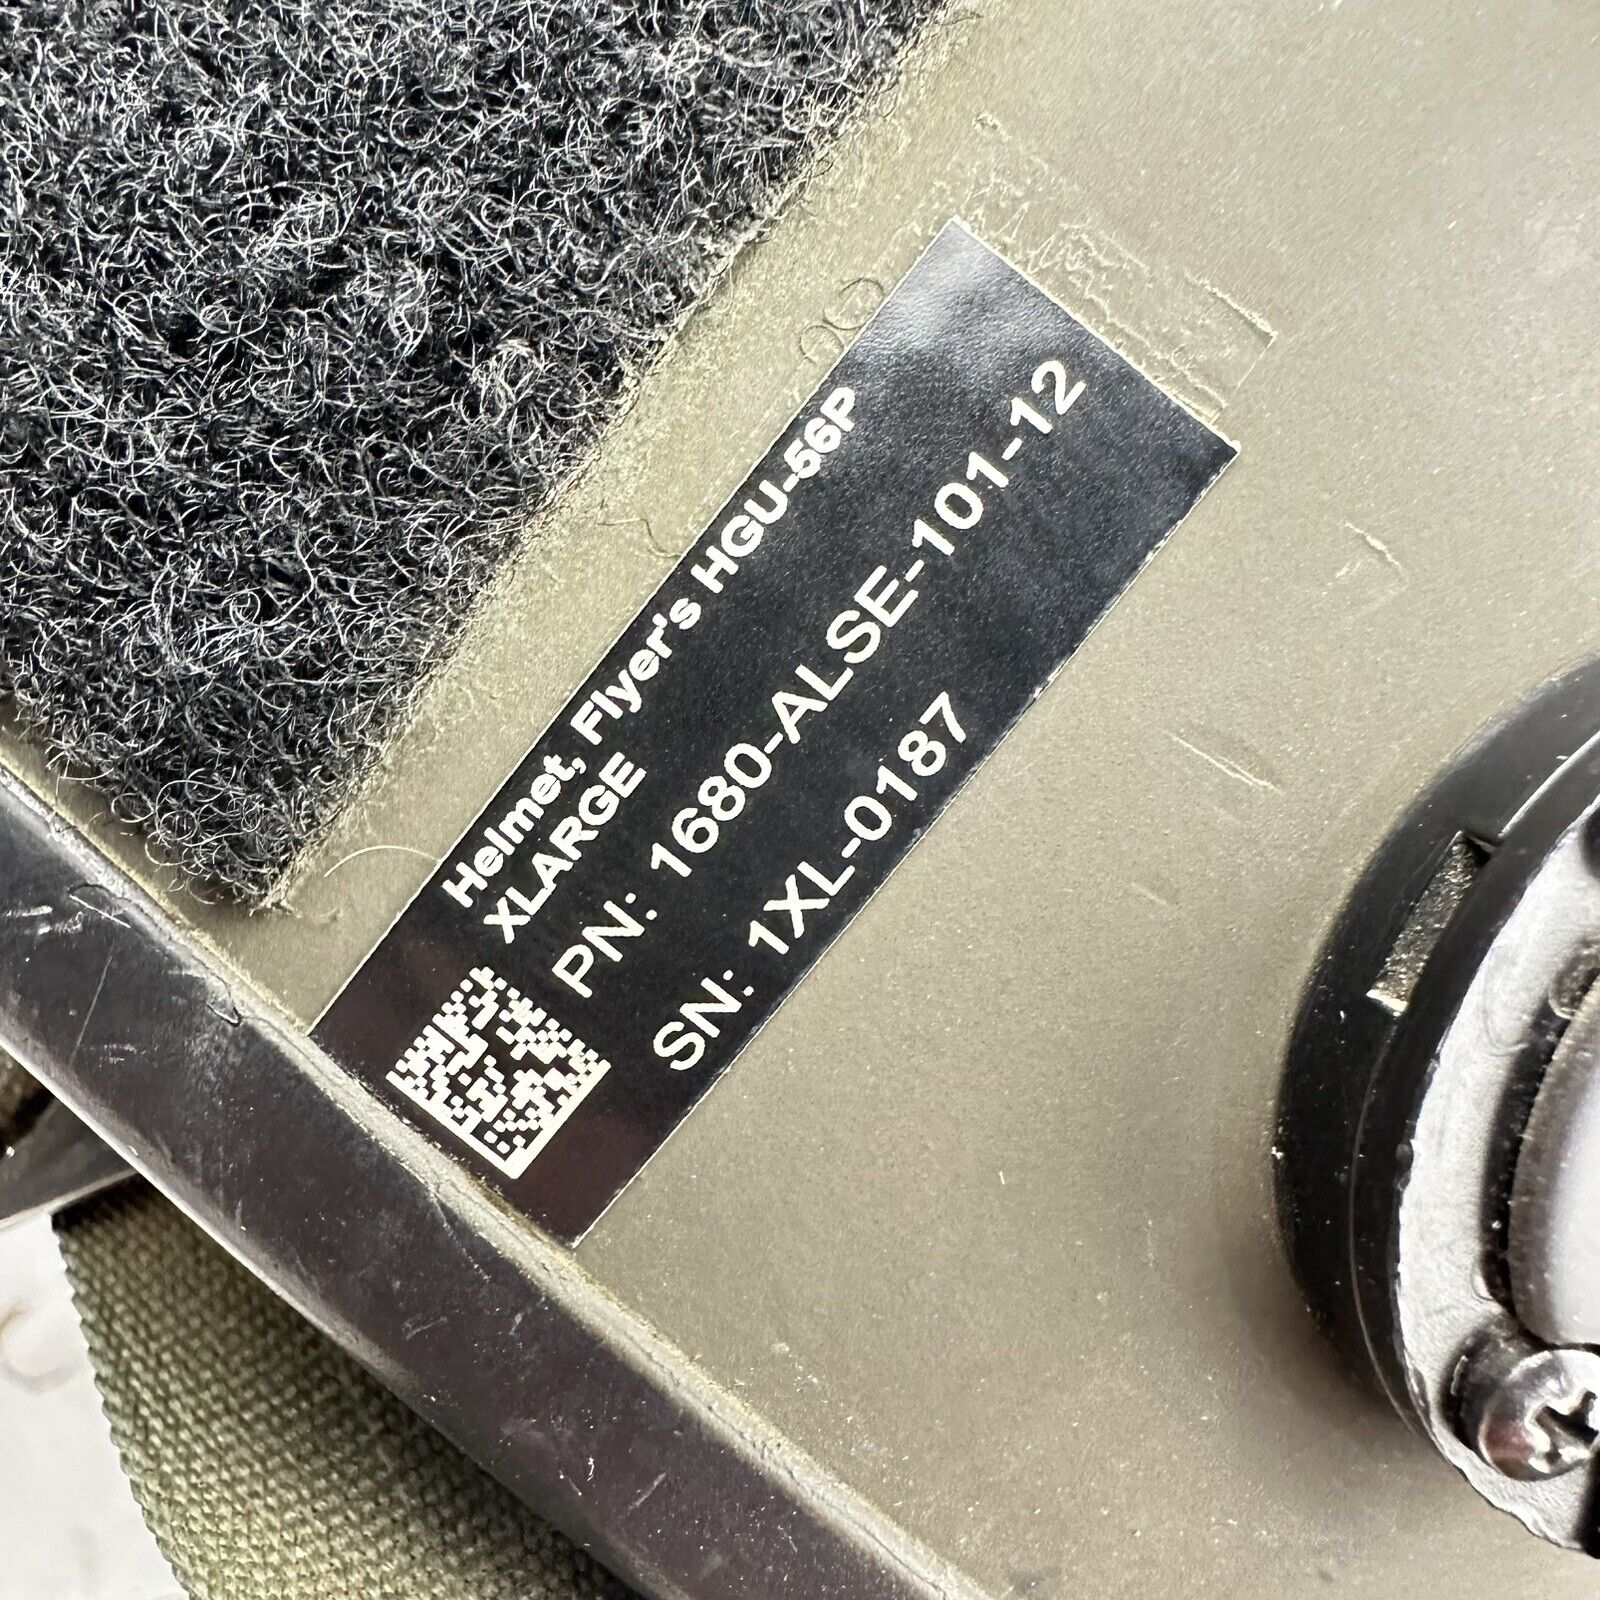 Helmet, Flyer's HGU-56P
XLARGE
PN: 1680-ALSE-101-12
SN: 1XL-0187